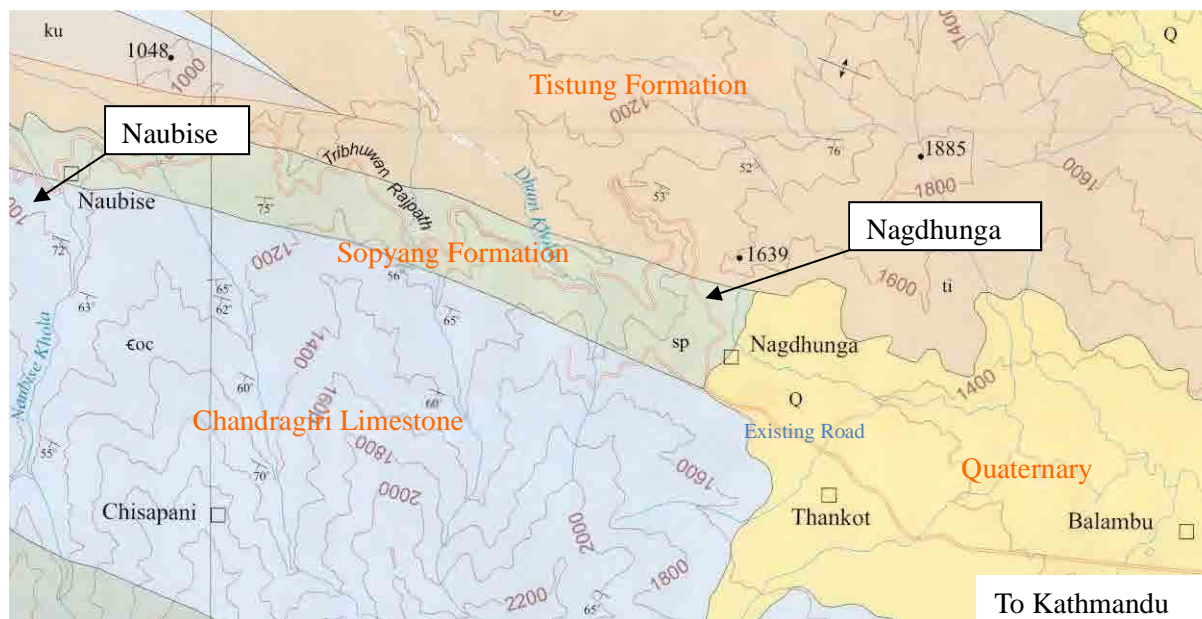 ku
1048
1000
1400
Q
Tistung Formation
1200
Naubise
Tribhuwan Rajpath
52°
76
1885
1600
1800
Dhuni Khola
53°
Naubise
75°
Nagdhunga
72°
1200
Sopyang Formation
56°
1639
1600
ti
65°
62°
63°
65°
€oc
1400
sp
Nagdhunga
Naubise Khola
1600
60°
60°
Q
1400
Chandragiri Limestone
Existing Road
1800
55°
70°
2000
1600
Quaternary
Chisapani
Thankot
2000
Balambu
1800
2200
65°
To Kathmandu